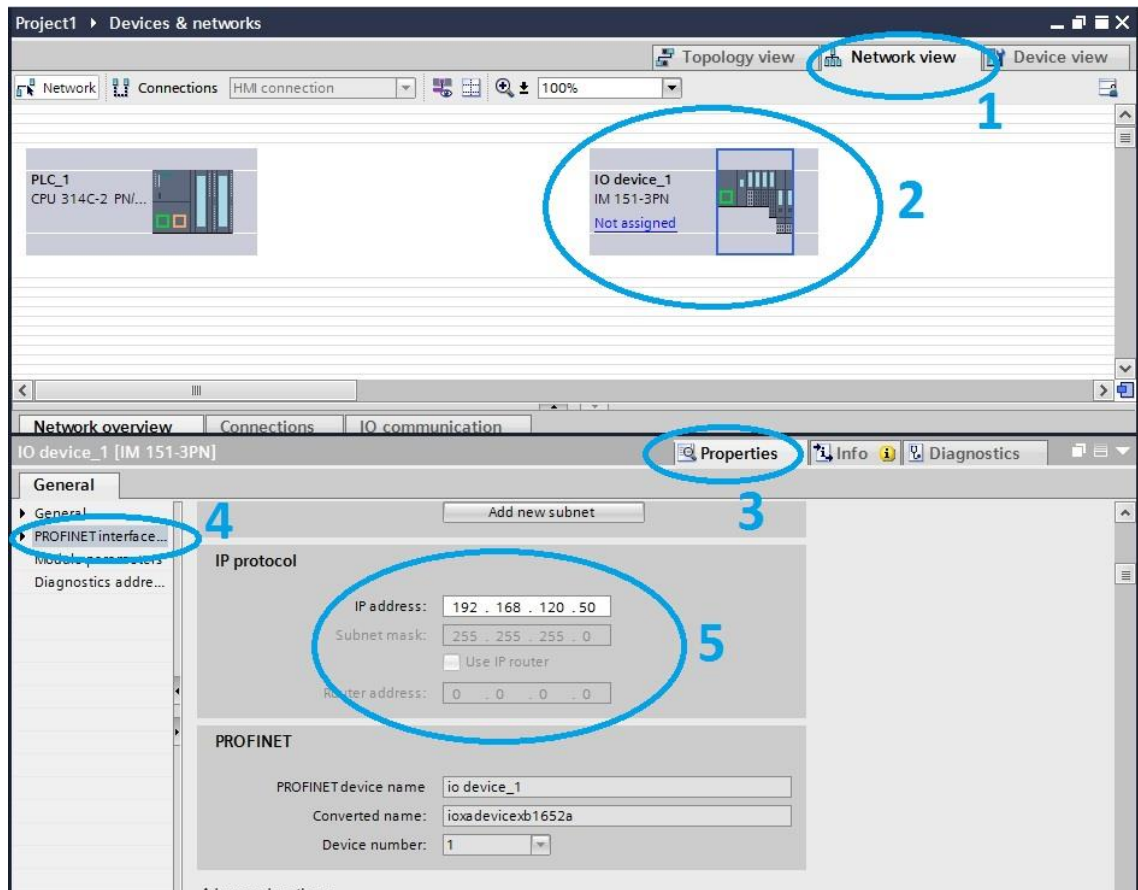 Project1 ▸ Devices & networks
Topology view
Network view
Device view
1
Network
Connections
HMI connection
100%
PLC_1
CPU 314C-2 PN/...
IO device_1
IM 151-3PN
Not assigned
2
Network overview
Connections
IO communication
IO device_1 [IM 151-3PN]
Properties
Info
Diagnostics
3
General
General
PROFINET interface...
Module parameters
Diagnostics addre...
4
Add new subnet
IP protocol
IP address: 192 . 168 . 120 . 50
Subnet mask: 255 . 255 . 255 . 0
Use IP router
Router address: 0 . 0 . 0 . 0
5
PROFINET
PROFINET device name io device_1
Converted name: ioxadevicexb1652a
Device number: 1